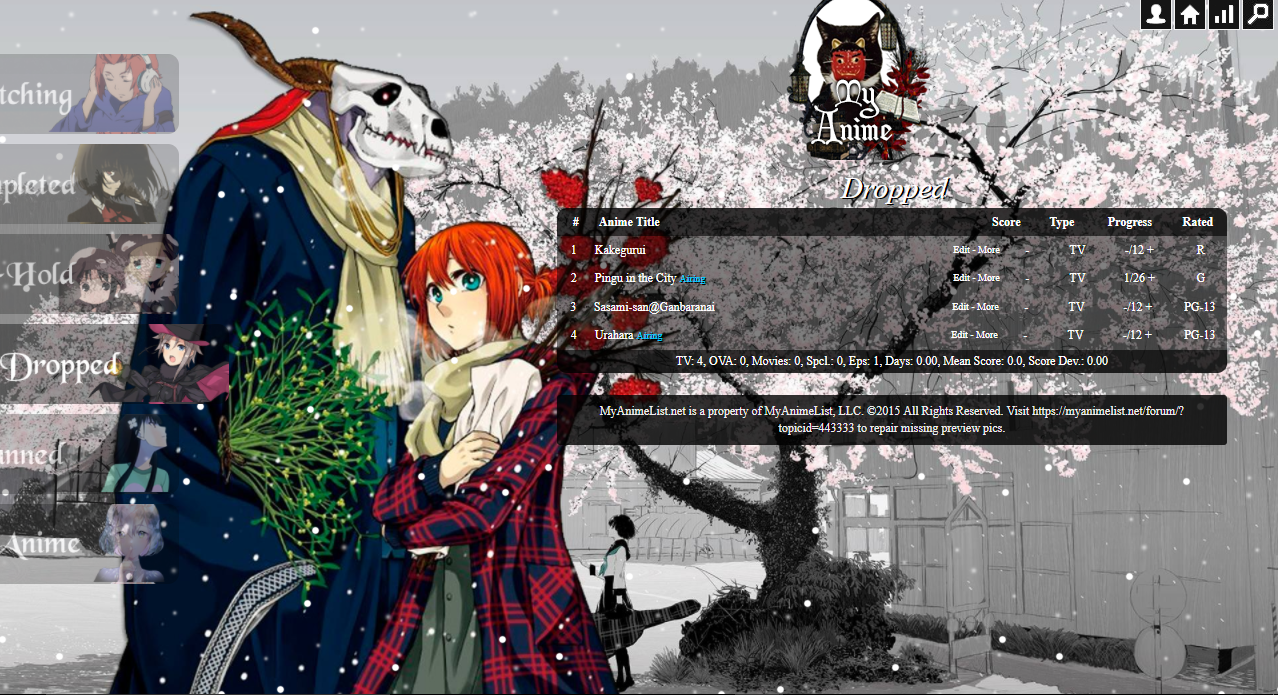 tching
mpleted
-Hold
Dropped
nned
Anime
My
Anime
Dropped
# Anime Title Score Type Progress Rated
1 Kakegurui Edit - More - TV -/12 + R
2 Pingu in the City Airing Edit - More - TV 1/26 + G
3 Sasami-san@Ganbaranai Edit - More - TV -/12 + PG-13
4 Urahara Airing Edit - More - TV -/12 + PG-13
TV: 4, OVA: 0, Movies: 0, Spcl.: 0, Eps: 1, Days: 0.00, Mean Score: 0.0, Score Dev.: 0.00
MyAnimeList.net is a property of MyAnimeList, LLC. ©2015 All Rights Reserved. Visit https://myanimelist.net/forum/?
topicid=443333 to repair missing preview pics.